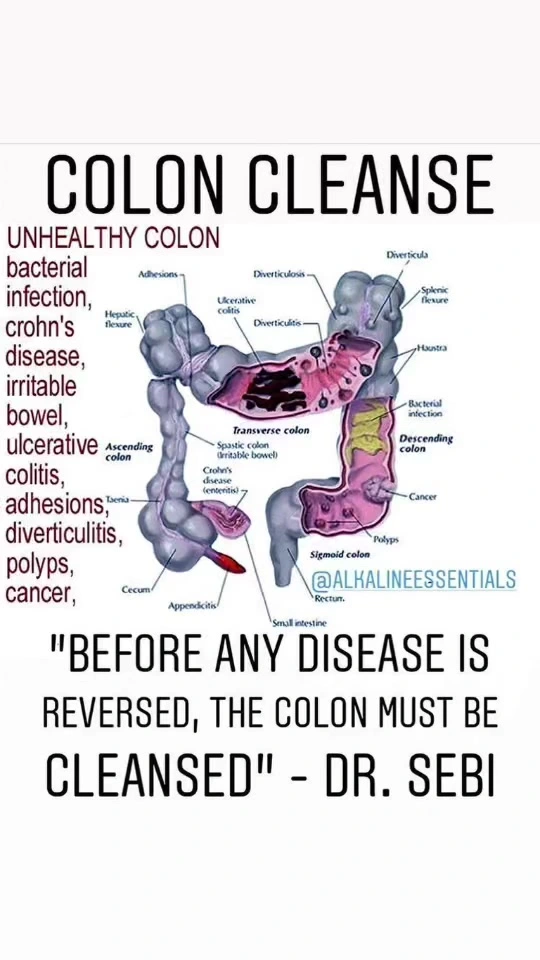 COLON CLEANSE
UNHEALTHY COLON
bacterial
infection,
crohn's
disease,
irritable
bowel,
ulcerative
colitis,
adhesions,
diverticulitis,
polyps,
cancer,
Adhesions
Hepatic
flexure
Ulcerative
colitis
Diverticulosis
Diverticulitis
Diverticula
Splenic
flexure
Haustra
Transverse colon
Bacterial
infection
Descending
colon
Ascending
colon
Spastic colon
(Irritable bowel)
Crohn's
disease
(enteritis)
Taenia
Cancer
Polyps
Sigmoid colon
Cecum
Appendicitis
@ALKALINEESSENTIALS
Rectun.
Small intestine
"BEFORE ANY DISEASE IS
REVERSED, THE COLON MUST BE
CLEANSED" - DR. SEBI